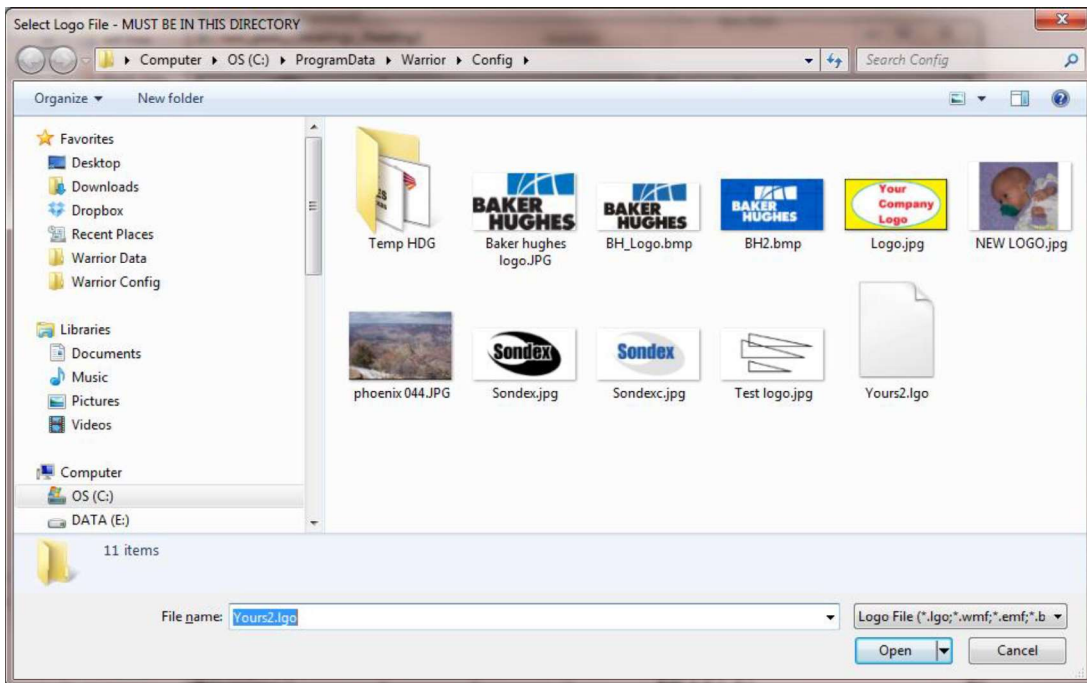 Select Logo File - MUST BE IN THIS DIRECTORY
Computer ▸ OS (C:) ▸ ProgramData ▸ Warrior ▸ Config ▸
Search Config
Organize
New folder
Favorites
Desktop
Downloads
Dropbox
Recent Places
Warrior Data
Warrior Config
Libraries
Documents
Music
Pictures
Videos
Computer
OS (C:)
DATA (E:)
BAKER
HUGHES
BAKER
HUGHES
BAKER
HUGHES
Your
Company
Logo
Temp HDG
Baker hughes
logo.JPG
BH_Logo.bmp
BH2.bmp
Logo.jpg
NEW LOGO.jpg
Sondex
Sondex
phoenix 044.JPG
Sondex.jpg
Sondexc.jpg
Test logo.jpg
Yours2.lgo
11 items
File name: Yours2.lgo
Logo File (*.lgo;*.wmf;*.emf;*.b
Open
Cancel